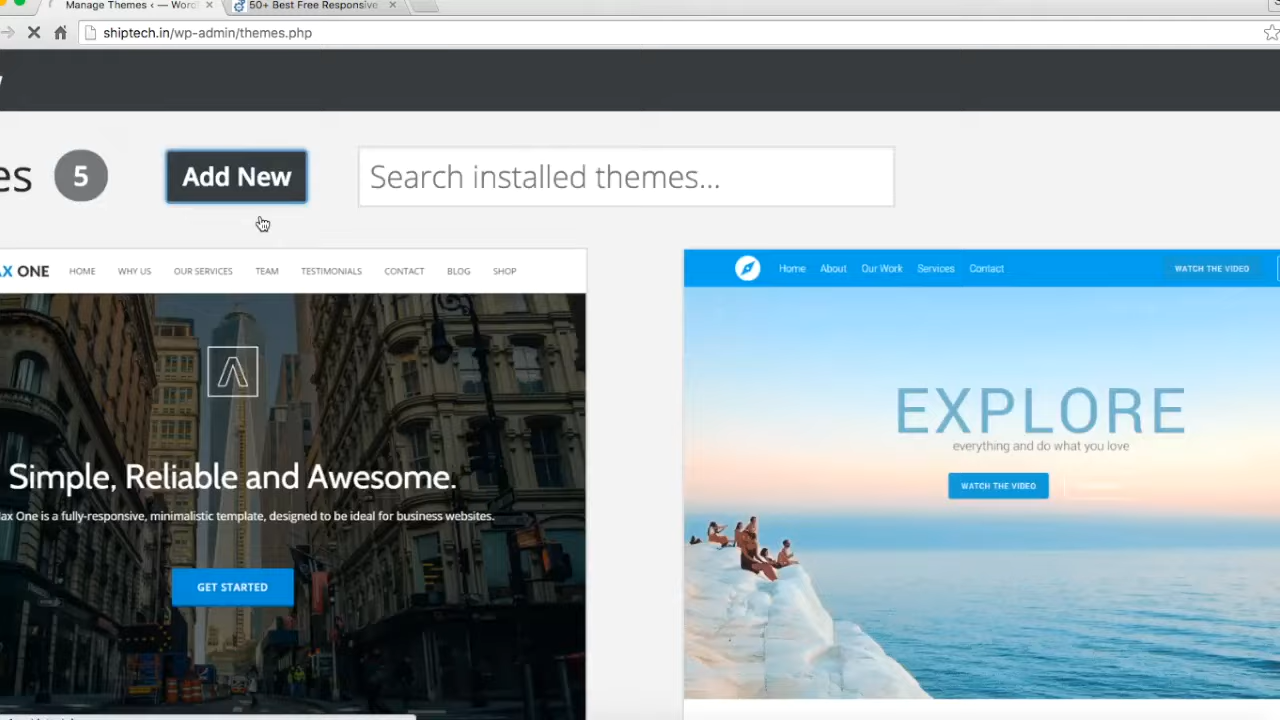 Manage Themes ‹ — Word
50+ Best Free Responsive
shiptech.in/wp-admin/themes.php
es 5 Add New Search installed themes...
AX ONE HOME WHY US OUR SERVICES TEAM TESTIMONIALS CONTACT BLOG SHOP
Simple, Reliable and Awesome.
ax One is a fully-responsive, minimalistic template, designed to be ideal for business websites.
GET STARTED
Home About Our Work Services Contact WATCH THE VIDEO
EXPLORE
everything and do what you love
WATCH THE VIDEO